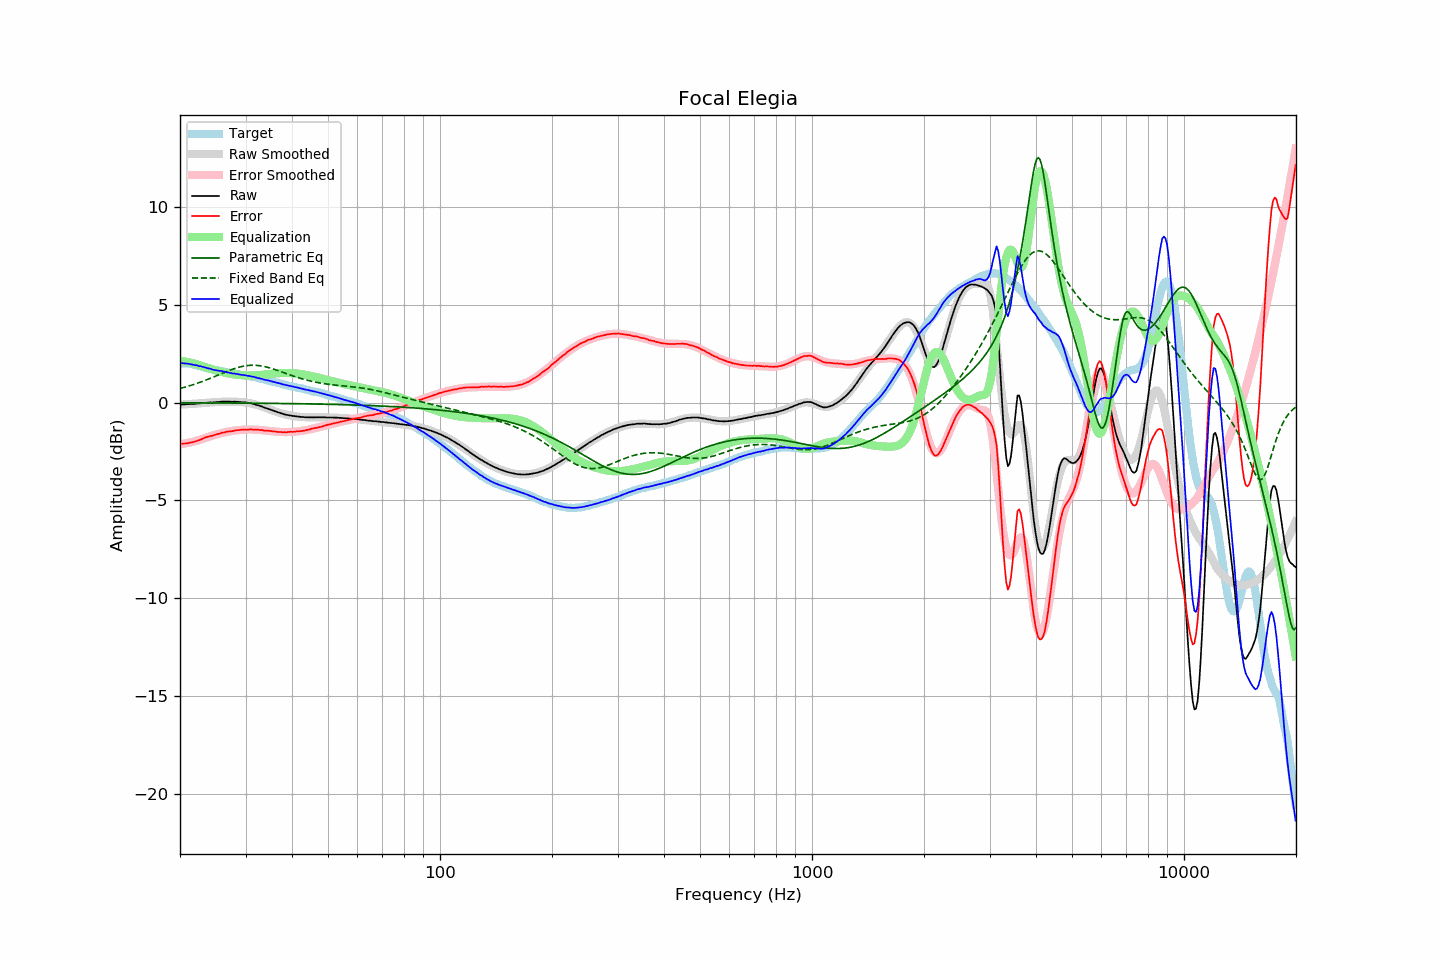 Focal Elegia
Target
Raw Smoothed
Error Smoothed
Raw
Error
Equalization
Parametric Eq
Fixed Band Eq
Equalized
10
5
0
−5
−10
−15
−20
Amplitude (dBr)
100
1000
10000
Frequency (Hz)